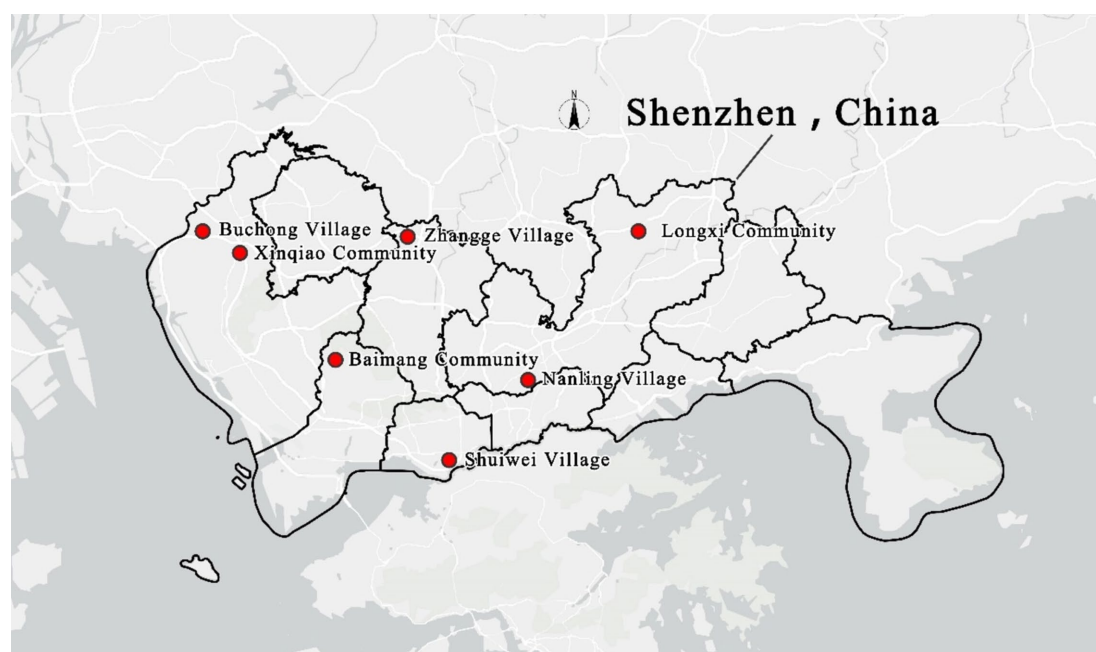 N
Shenzhen , China
Buchong Village
Zhangge Village
Longxi Community
Xinqiao Community
Baimang Community
Nanling Village
Shuiwei Village